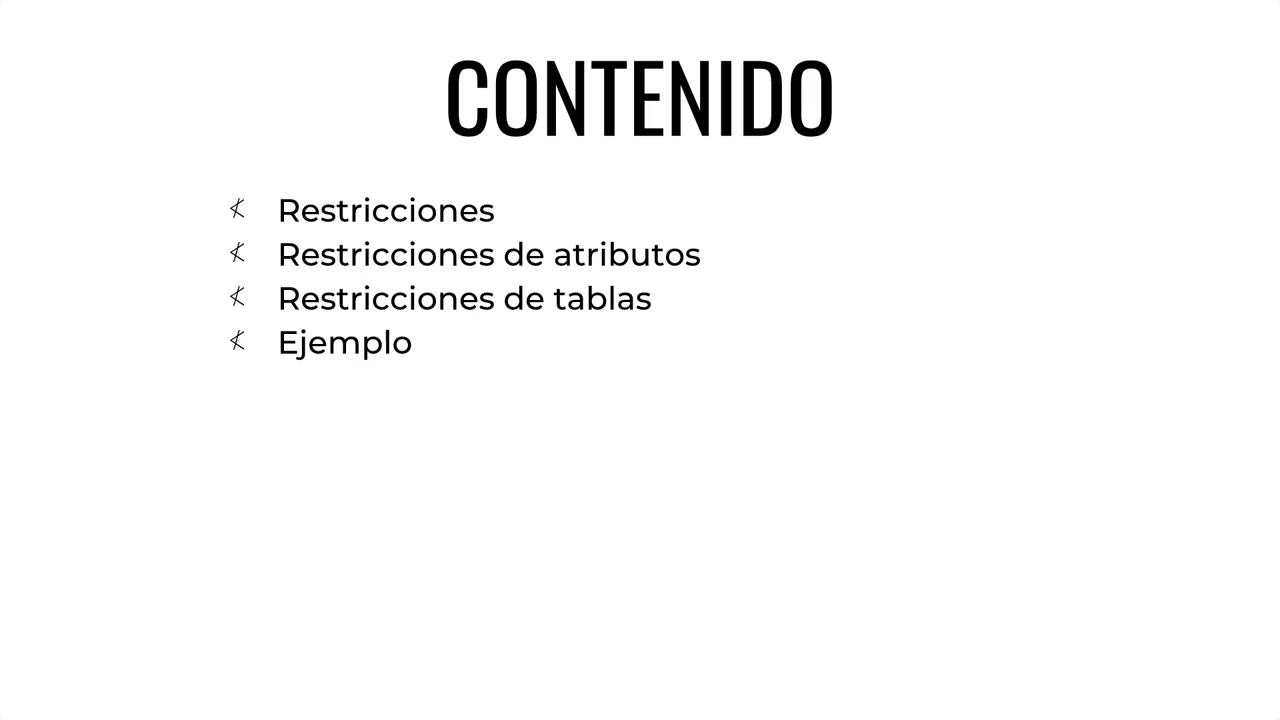 CONTENIDO
Restricciones
Restricciones de atributos
Restricciones de tablas
Ejemplo